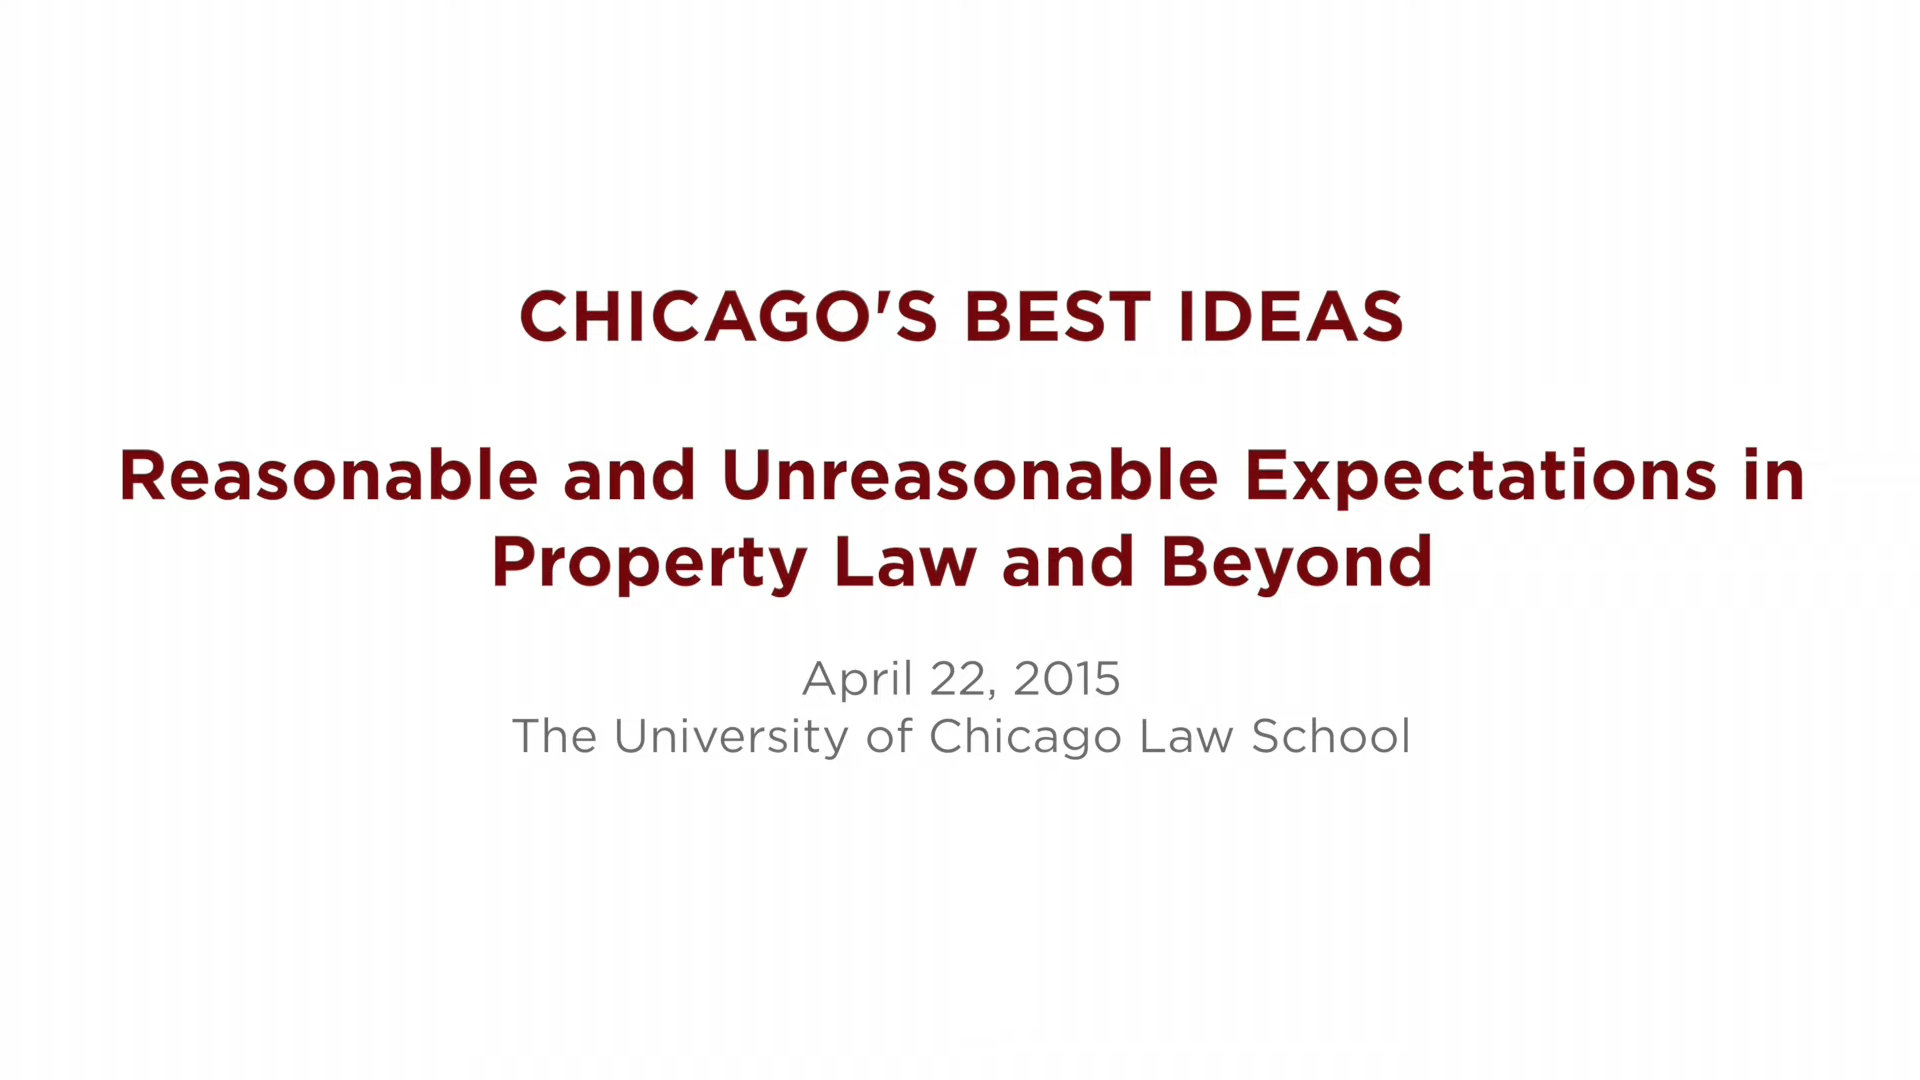 CHICAGO'S BEST IDEAS
Reasonable and Unreasonable Expectations in
Property Law and Beyond
April 22, 2015
The University of Chicago Law School